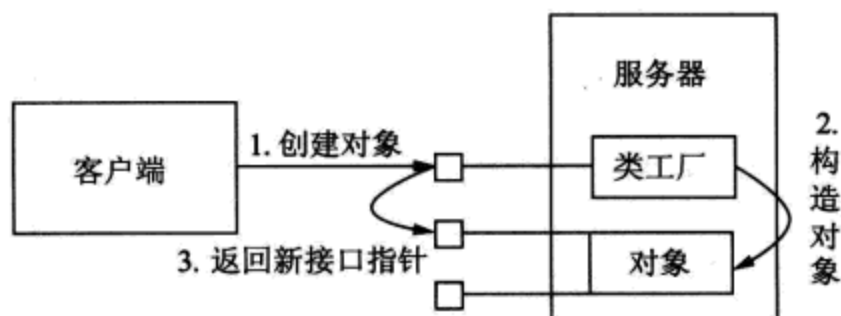 服务器
1. 创建对象
客户端
类工厂
2.
构
造
对
象
3. 返回新接口指针
对象